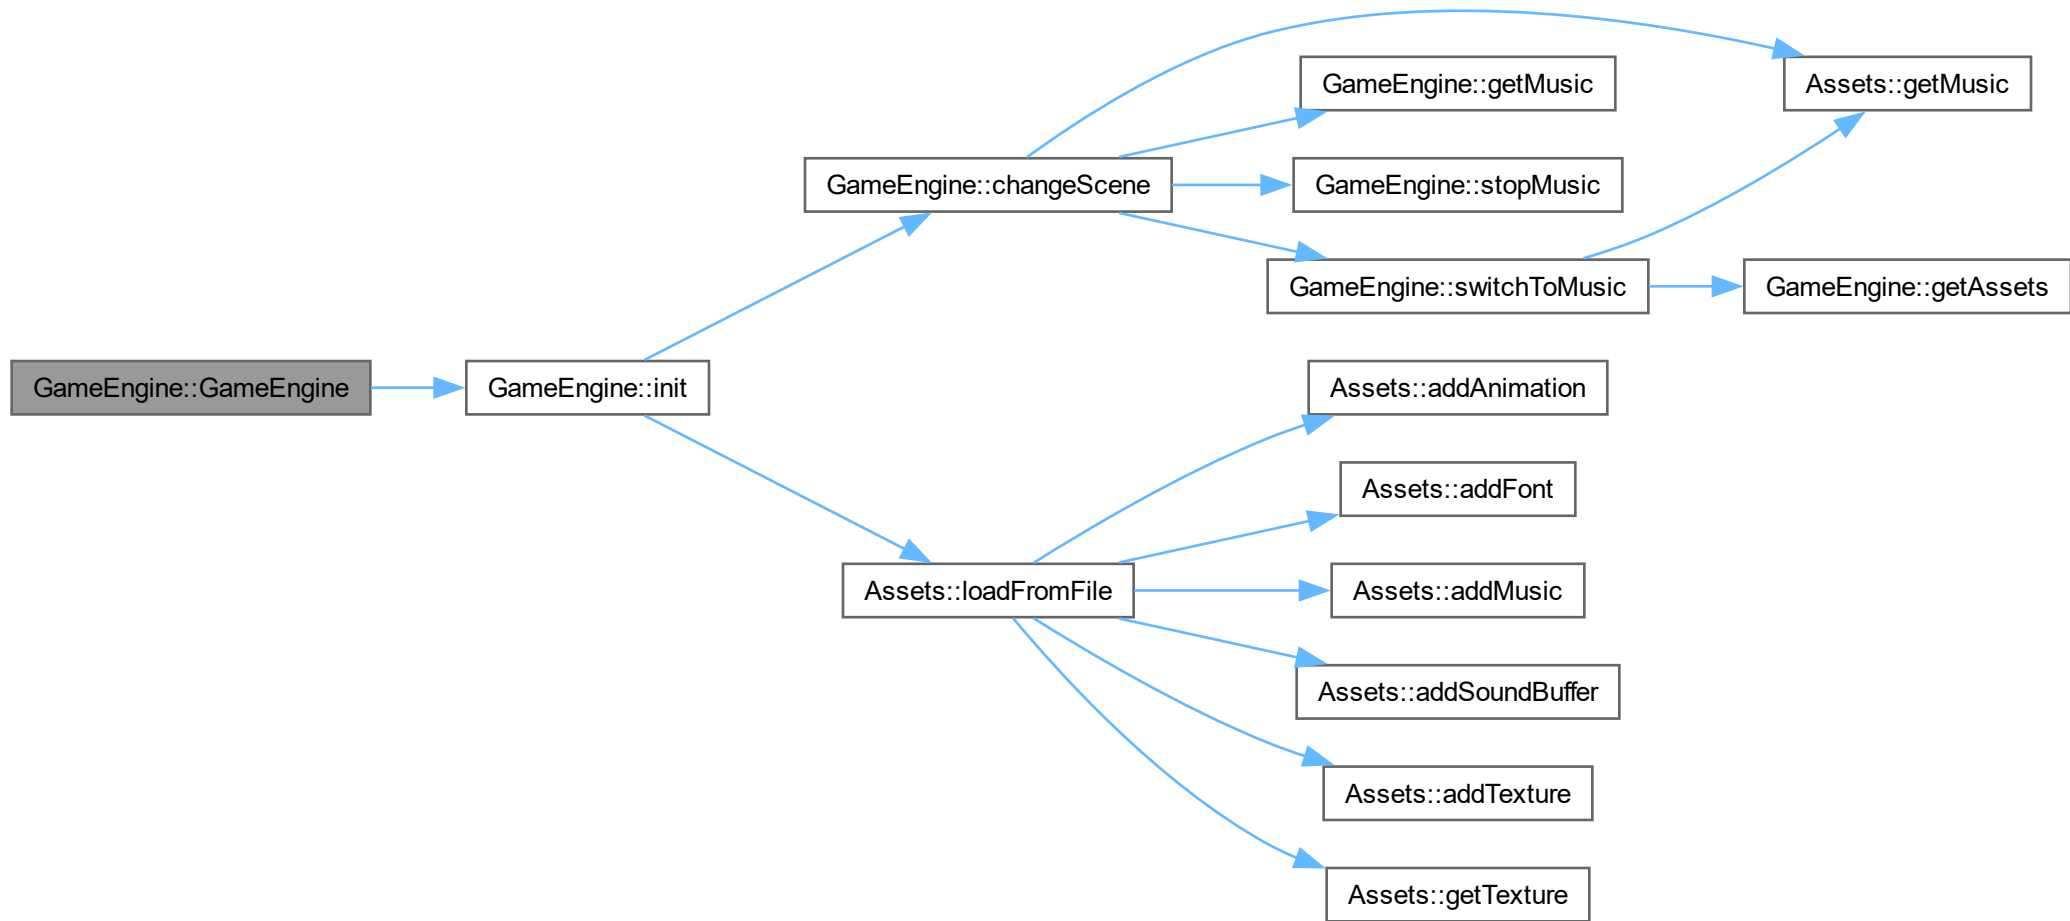 GameEngine::GameEngine
GameEngine::init
GameEngine::changeScene
Assets::loadFromFile
GameEngine::getMusic
GameEngine::stopMusic
GameEngine::switchToMusic
Assets::addAnimation
Assets::addFont
Assets::addMusic
Assets::addSoundBuffer
Assets::addTexture
Assets::getTexture
Assets::getMusic
GameEngine::getAssets